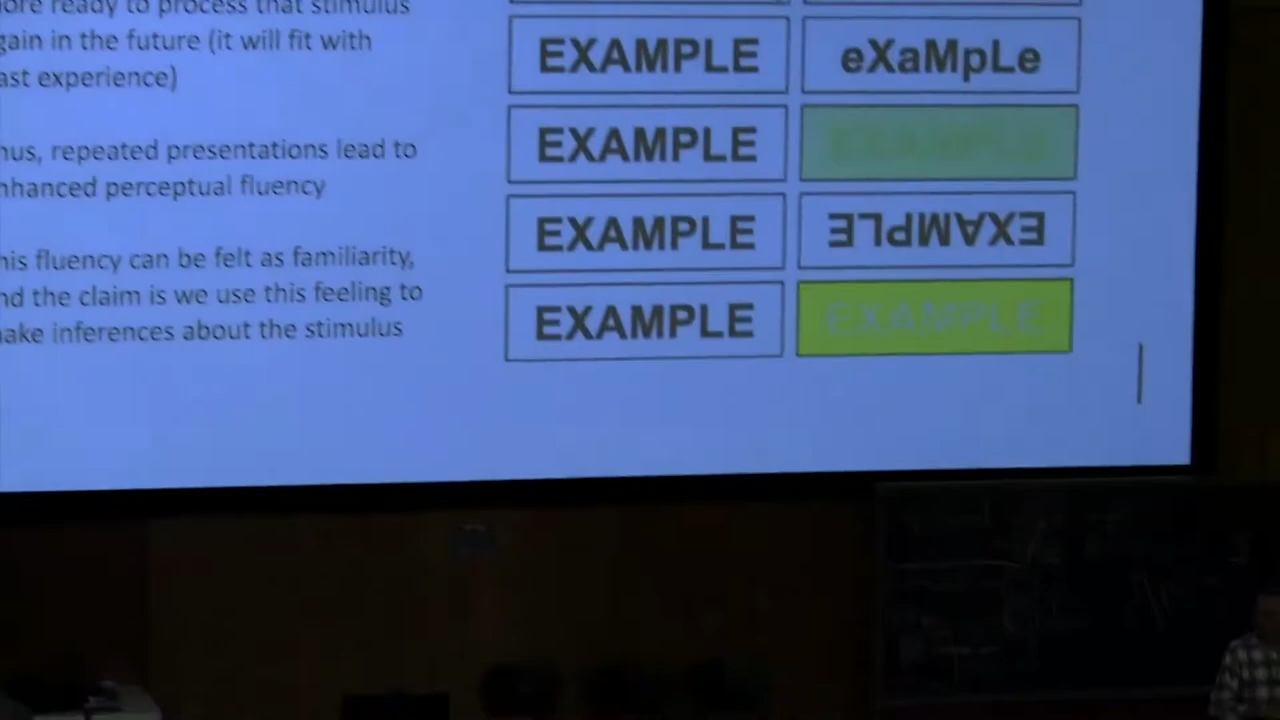 ore ready to process that stimulus
gain in the future (it will fit with
ast experience)
hus, repeated presentations lead to
nhanced perceptual fluency
his fluency can be felt as familiarity,
nd the claim is we use this feeling to
ake inferences about the stimulus
EXAMPLE eXaMpLe
EXAMPLE EXAMPLE
EXAMPLE EXAMPLE
EXAMPLE EXAMPLE